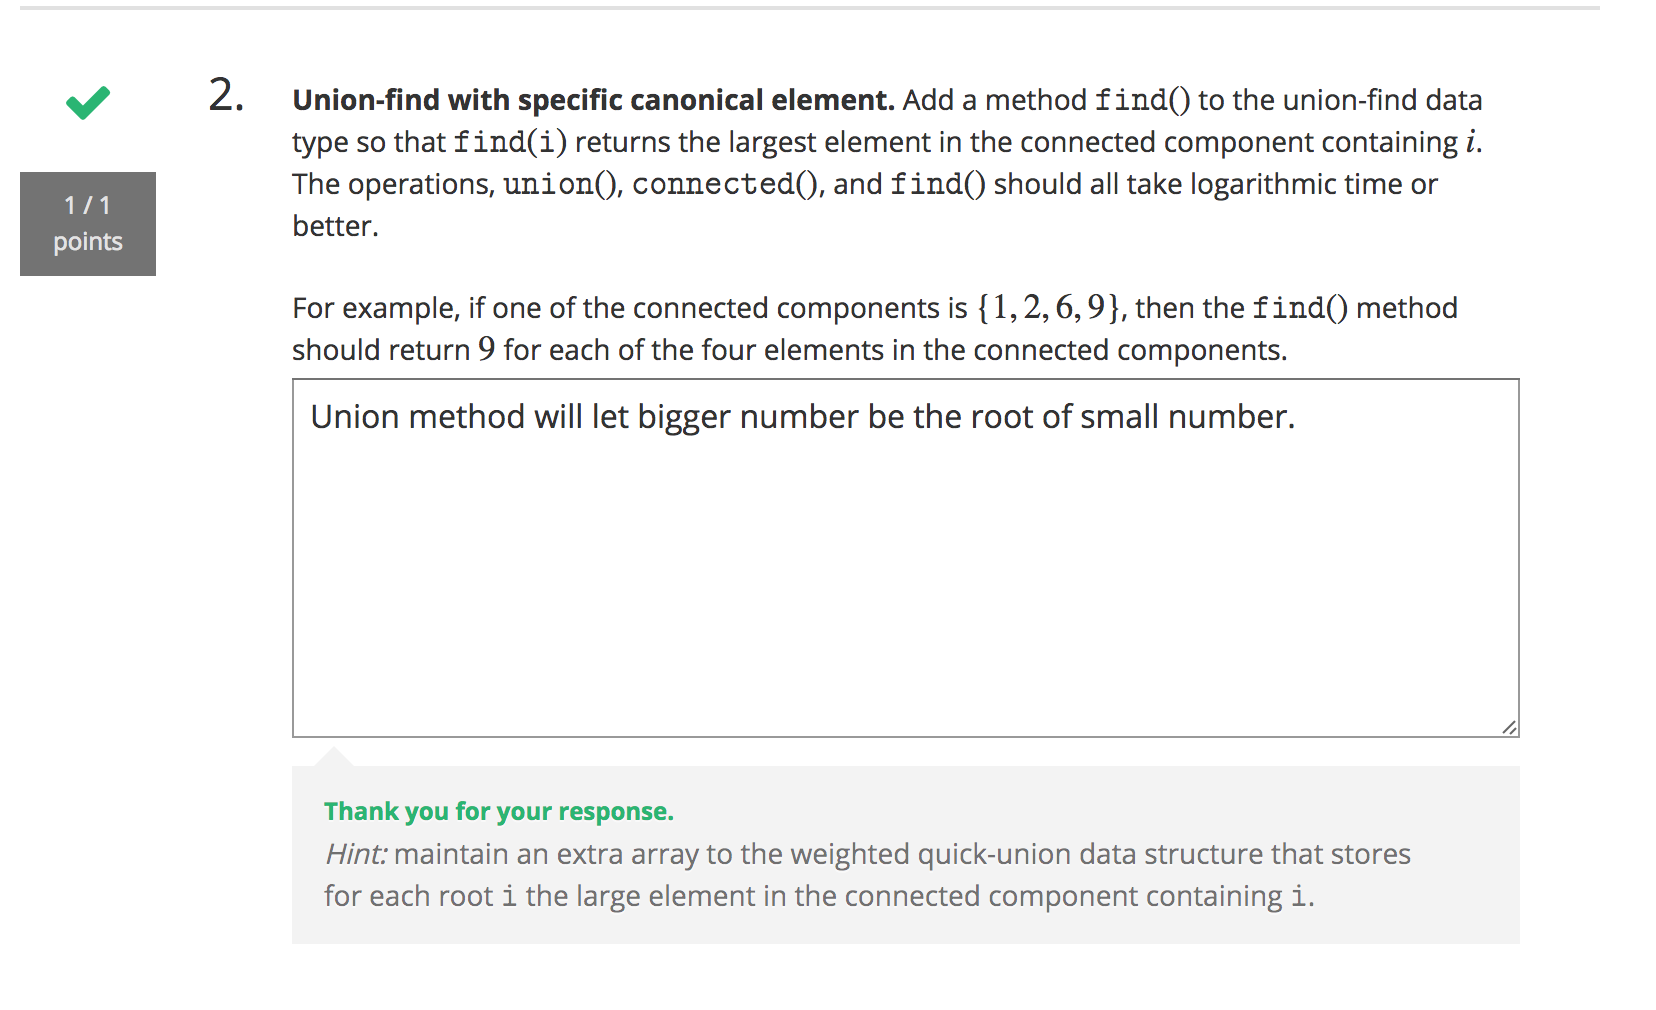 2.
Union-find with specific canonical element. Add a method find() to the union-find data
type so that find(i) returns the largest element in the connected component containing i.
The operations, union(), connected(), and find() should all take logarithmic time or
better.
1 / 1
points
For example, if one of the connected components is {1, 2, 6, 9}, then the find() method
should return 9 for each of the four elements in the connected components.
Union method will let bigger number be the root of small number.
Thank you for your response.
Hint: maintain an extra array to the weighted quick-union data structure that stores
for each root i the large element in the connected component containing i.